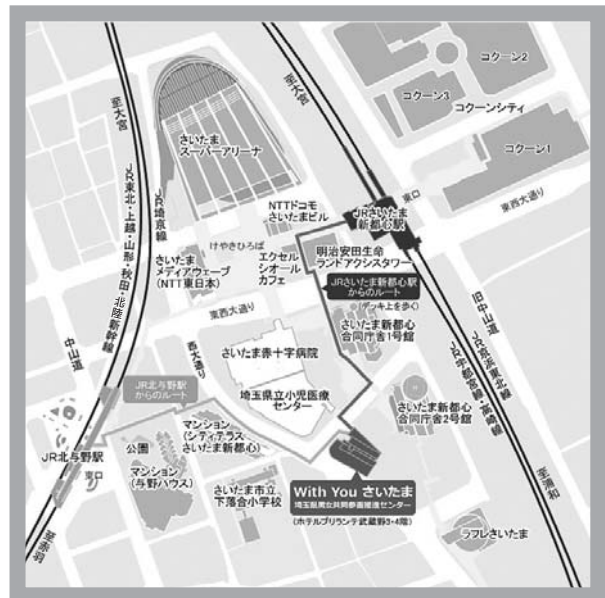 至大宮
JR東北・上越・山形・秋田・北陸新幹線
JR埼京線
さいたま
スーパーアリーナ
至大宮
コクーン2
コクーン3
コクーンシティ
コクーン1
東口
東西大通り
JRさいたま
新都心駅
NTTドコモ
さいたまビル
けやきひろば
さいたま
メディアウェーブ
(NTT東日本)
エクセル
シオール
カフェ
明治安田生命
ランドアクシスタワー
JRさいたま新都心駅
からのルート
(デッキ上を歩く)
東西大通り
中山道
西大通り
さいたま赤十字病院
さいたま新都心
合同庁舎1号館
旧中山道
JR京浜東北線
JR宇都宮線・高崎線
JR北与野駅
からのルート
埼玉県立小児医療
センター
さいたま新都心
合同庁舎2号館
マンション
(シティテラス
さいたま新都心)
公園
JR北与野駅
東口
マンション
(与野ハウス)
さいたま市立
下落合小学校
With You さいたま
埼玉県男女共同参画推進センター
(ホテルブリランテ武蔵野3・4階)
至浦和
至赤羽
ラフレさいたま